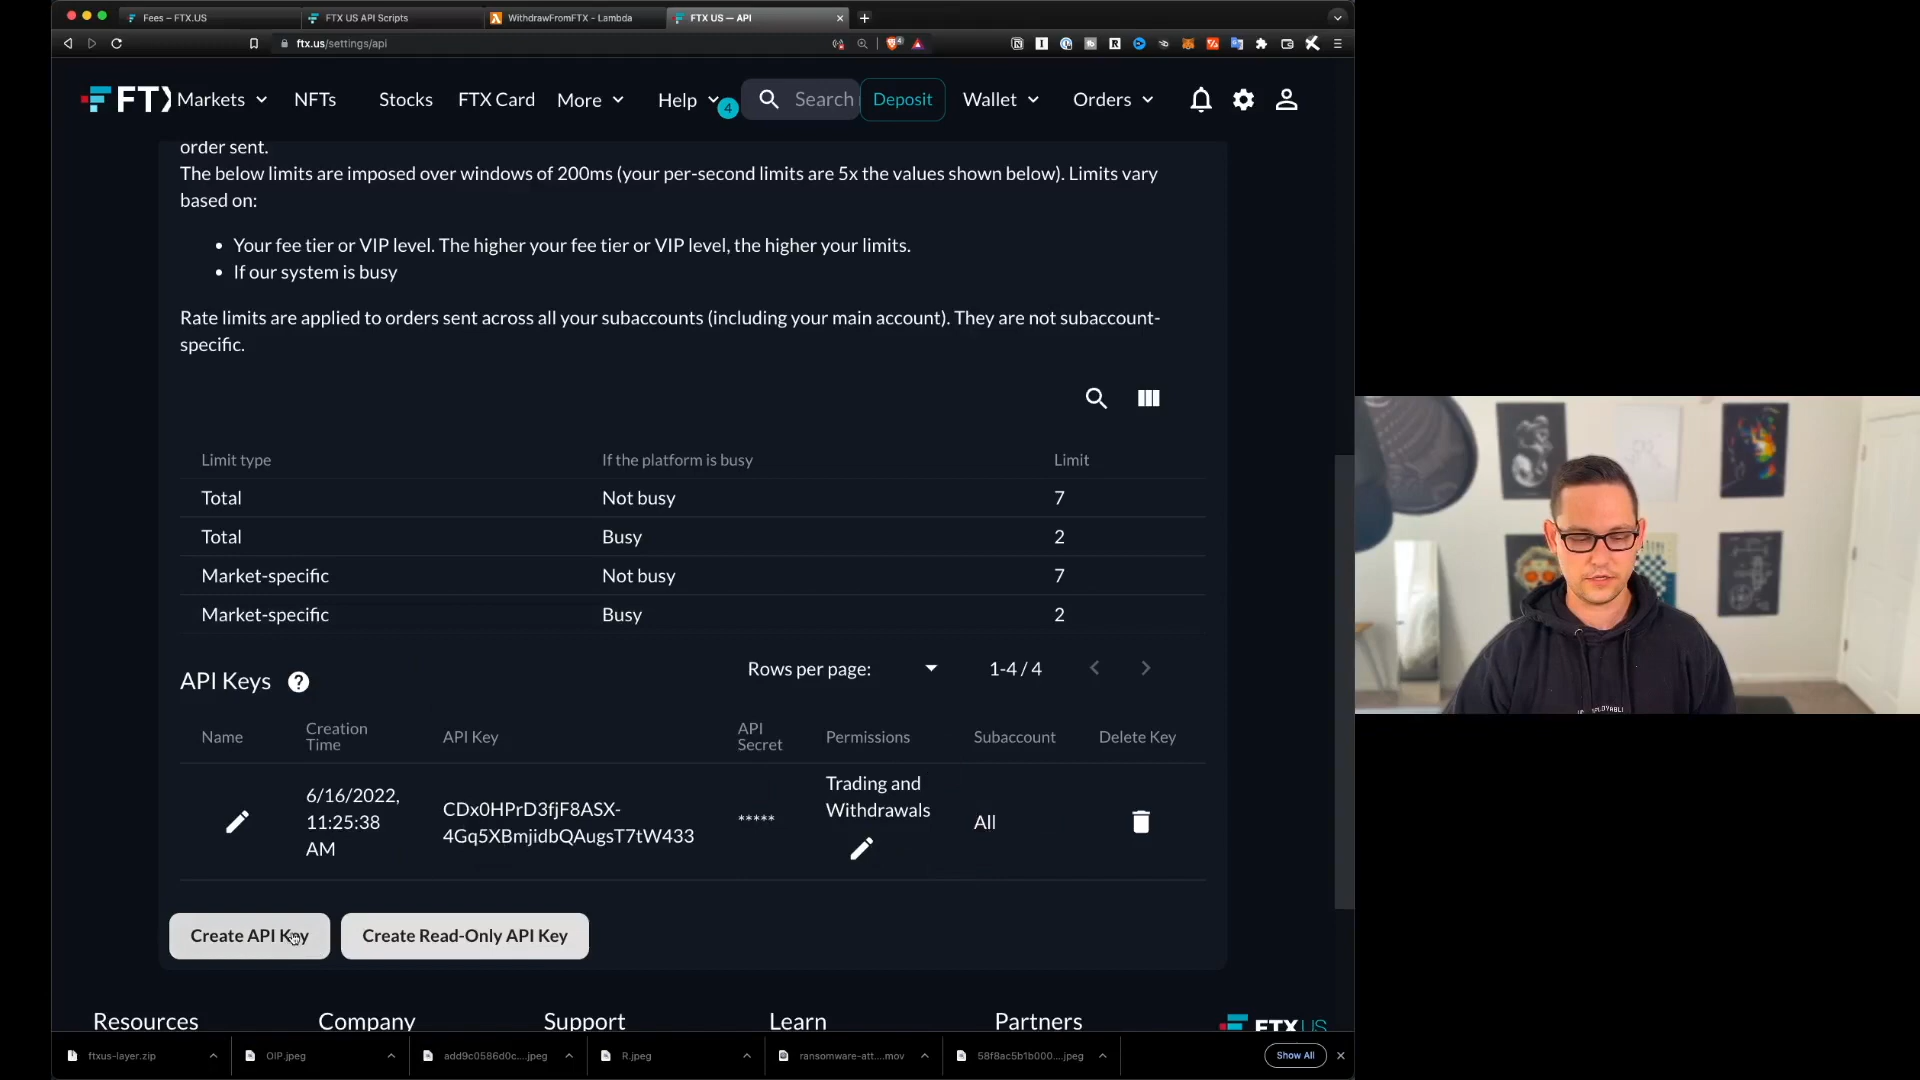 Fees – FTX.US
FTX US API Scripts
WithdrawFromFTX - Lambda
FTX US — API
ftx.us/settings/api
FTX
Markets
NFTs
Stocks
FTX Card
More
Help
4
Search
Deposit
Wallet
Orders
order sent.
The below limits are imposed over windows of 200ms (your per-second limits are 5x the values shown below). Limits vary
based on:
• Your fee tier or VIP level. The higher your fee tier or VIP level, the higher your limits.
• If our system is busy
Rate limits are applied to orders sent across all your subaccounts (including your main account). They are not subaccount-
specific.
Limit type If the platform is busy Limit
Total Not busy 7
Total Busy 2
Market-specific Not busy 7
Market-specific Busy 2
API Keys
Rows per page:
1-4 / 4
Name
Creation
Time
API Key
API
Secret
Permissions
Subaccount
Delete Key
6/16/2022,
11:25:38
AM
CDx0HPrD3fjF8ASX-
4Gq5XBmjidbQAugsT7tW433
*****
Trading and
Withdrawals
All
Create API Key
Create Read-Only API Key
Resources
Company
Support
Learn
Partners
FTX US
ftxus-layer.zip
OIP.jpeg
add9c0586d0c....jpeg
R.jpeg
ransomware-att....mov
58f8ac5b1b000....jpeg
Show All